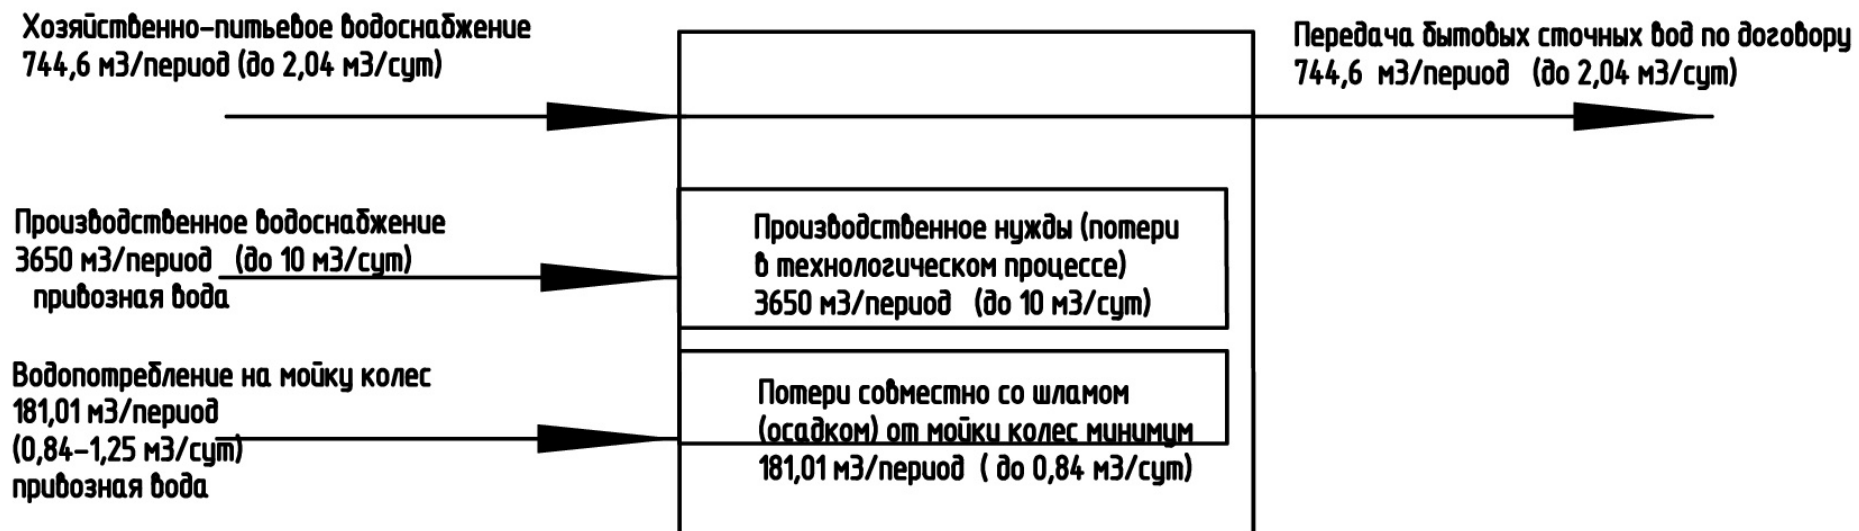 Хозяйственно-питьевое водоснабжение
744,6 м3/период (до 2,04 м3/сут)
Передача бытовых сточных вод по договору
744,6 м3/период (до 2,04 м3/сут)
Производственное водоснабжение
3650 м3/период (до 10 м3/сут)
привозная вода
Производственное нужды (потери
в технологическом процессе)
3650 м3/период (до 10 м3/сут)
Водопотребление на мойку колес
181,01 м3/период
(0,84-1,25 м3/сут)
привозная вода
Потери совместно со шламом
(осадком) от мойки колес минимум
181,01 м3/период ( до 0,84 м3/сут)